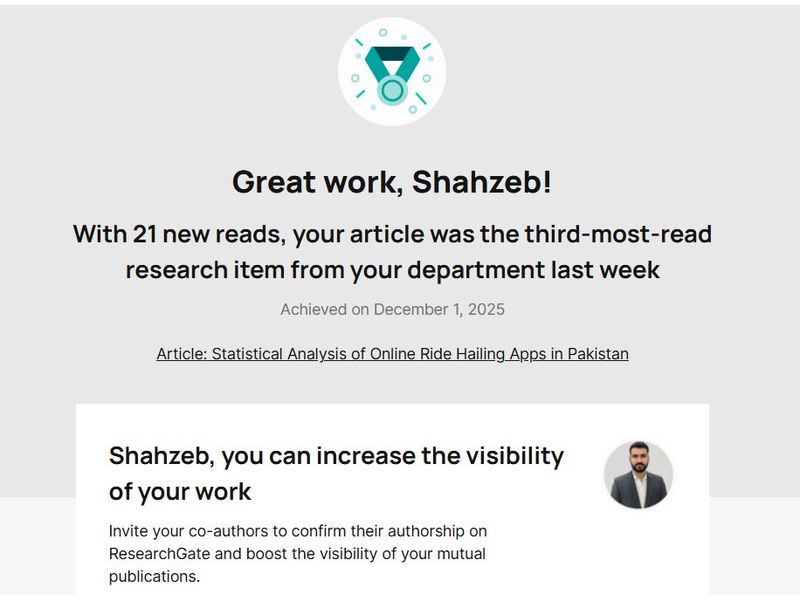 Great work, Shahzeb!
With 21 new reads, your article was the third-most-read
research item from your department last week
Achieved on December 1, 2025
Article: Statistical Analysis of Online Ride Hailing Apps in Pakistan
Shahzeb, you can increase the visibility
of your work
Invite your co-authors to confirm their authorship on
ResearchGate and boost the visibility of your mutual
publications.